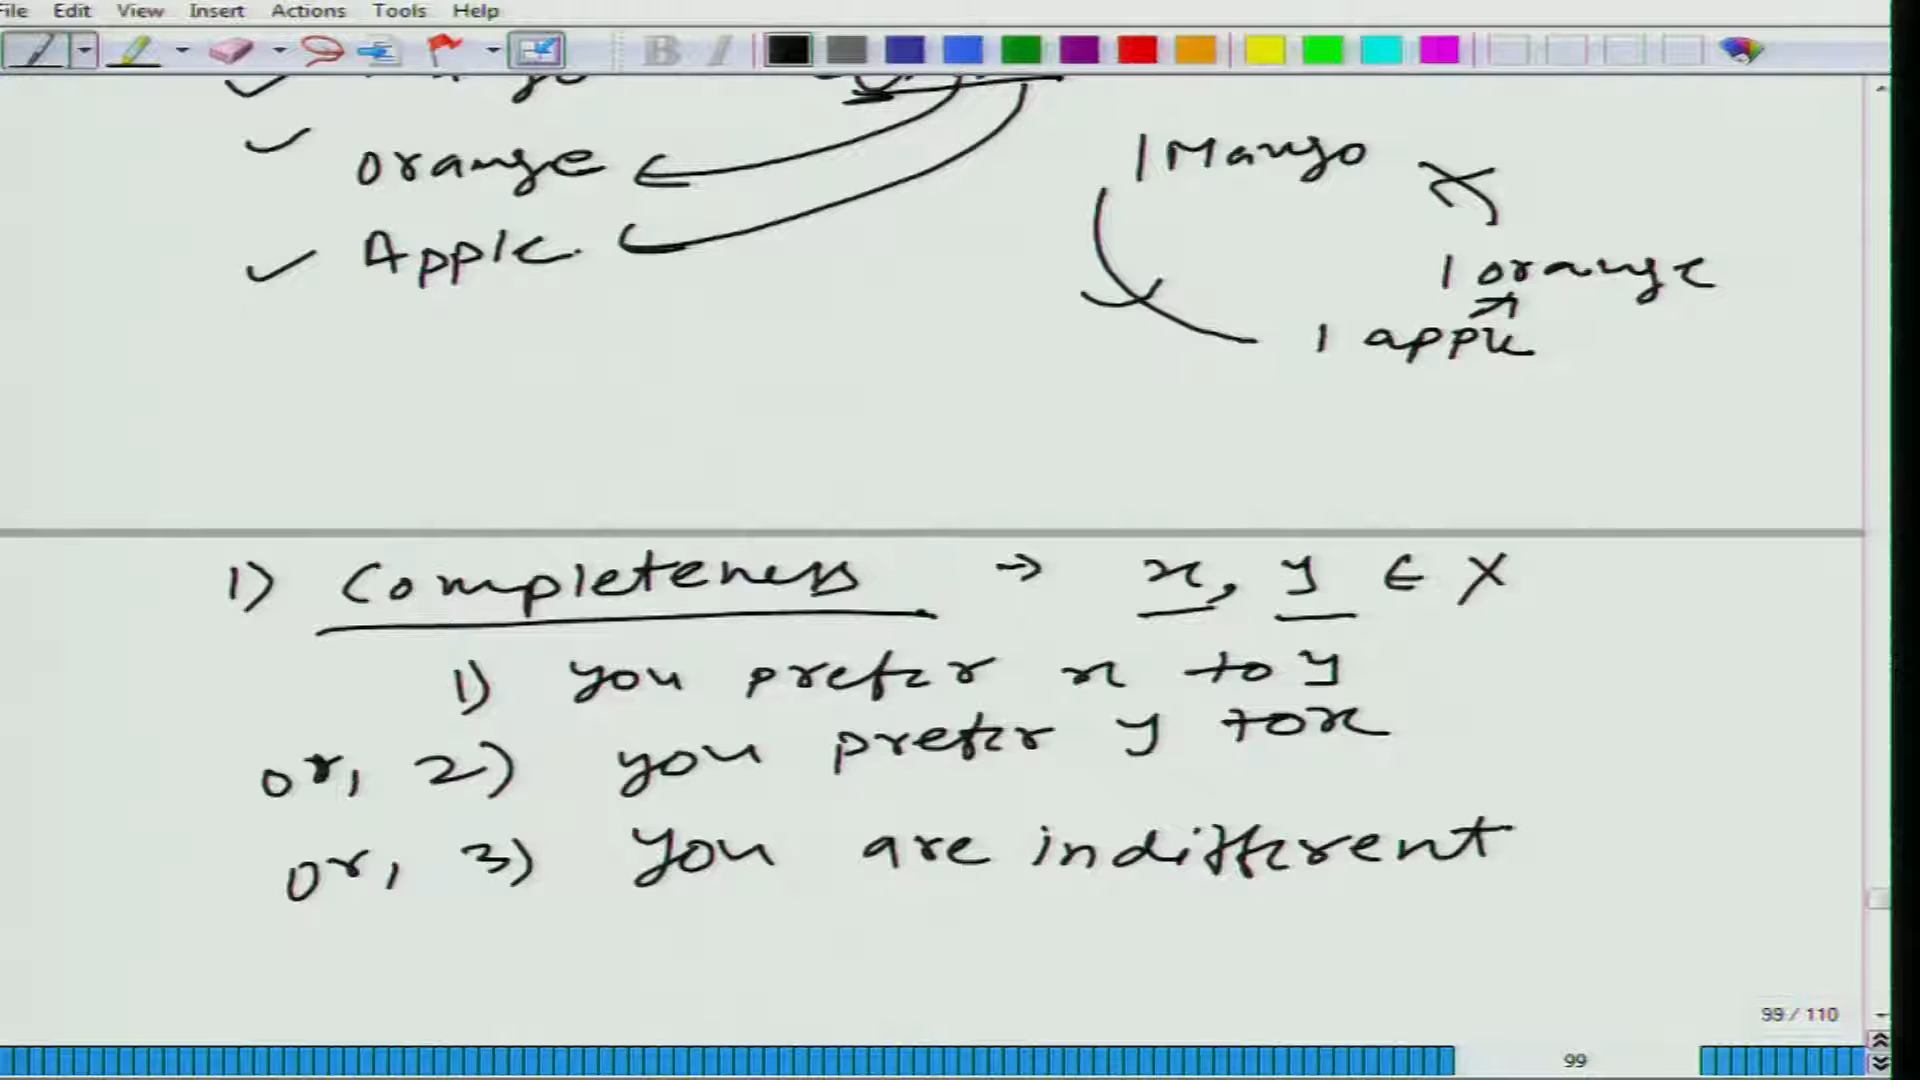 File Edit View Insert Actions Tools Help
B I
orange
Apple
1 Mango
1 orange
1 apple
1) Completeness → x, y ∈ X
1) you prefer x to y
or, 2) you prefer y to x
or, 3) You are indifferent
99 / 110
99